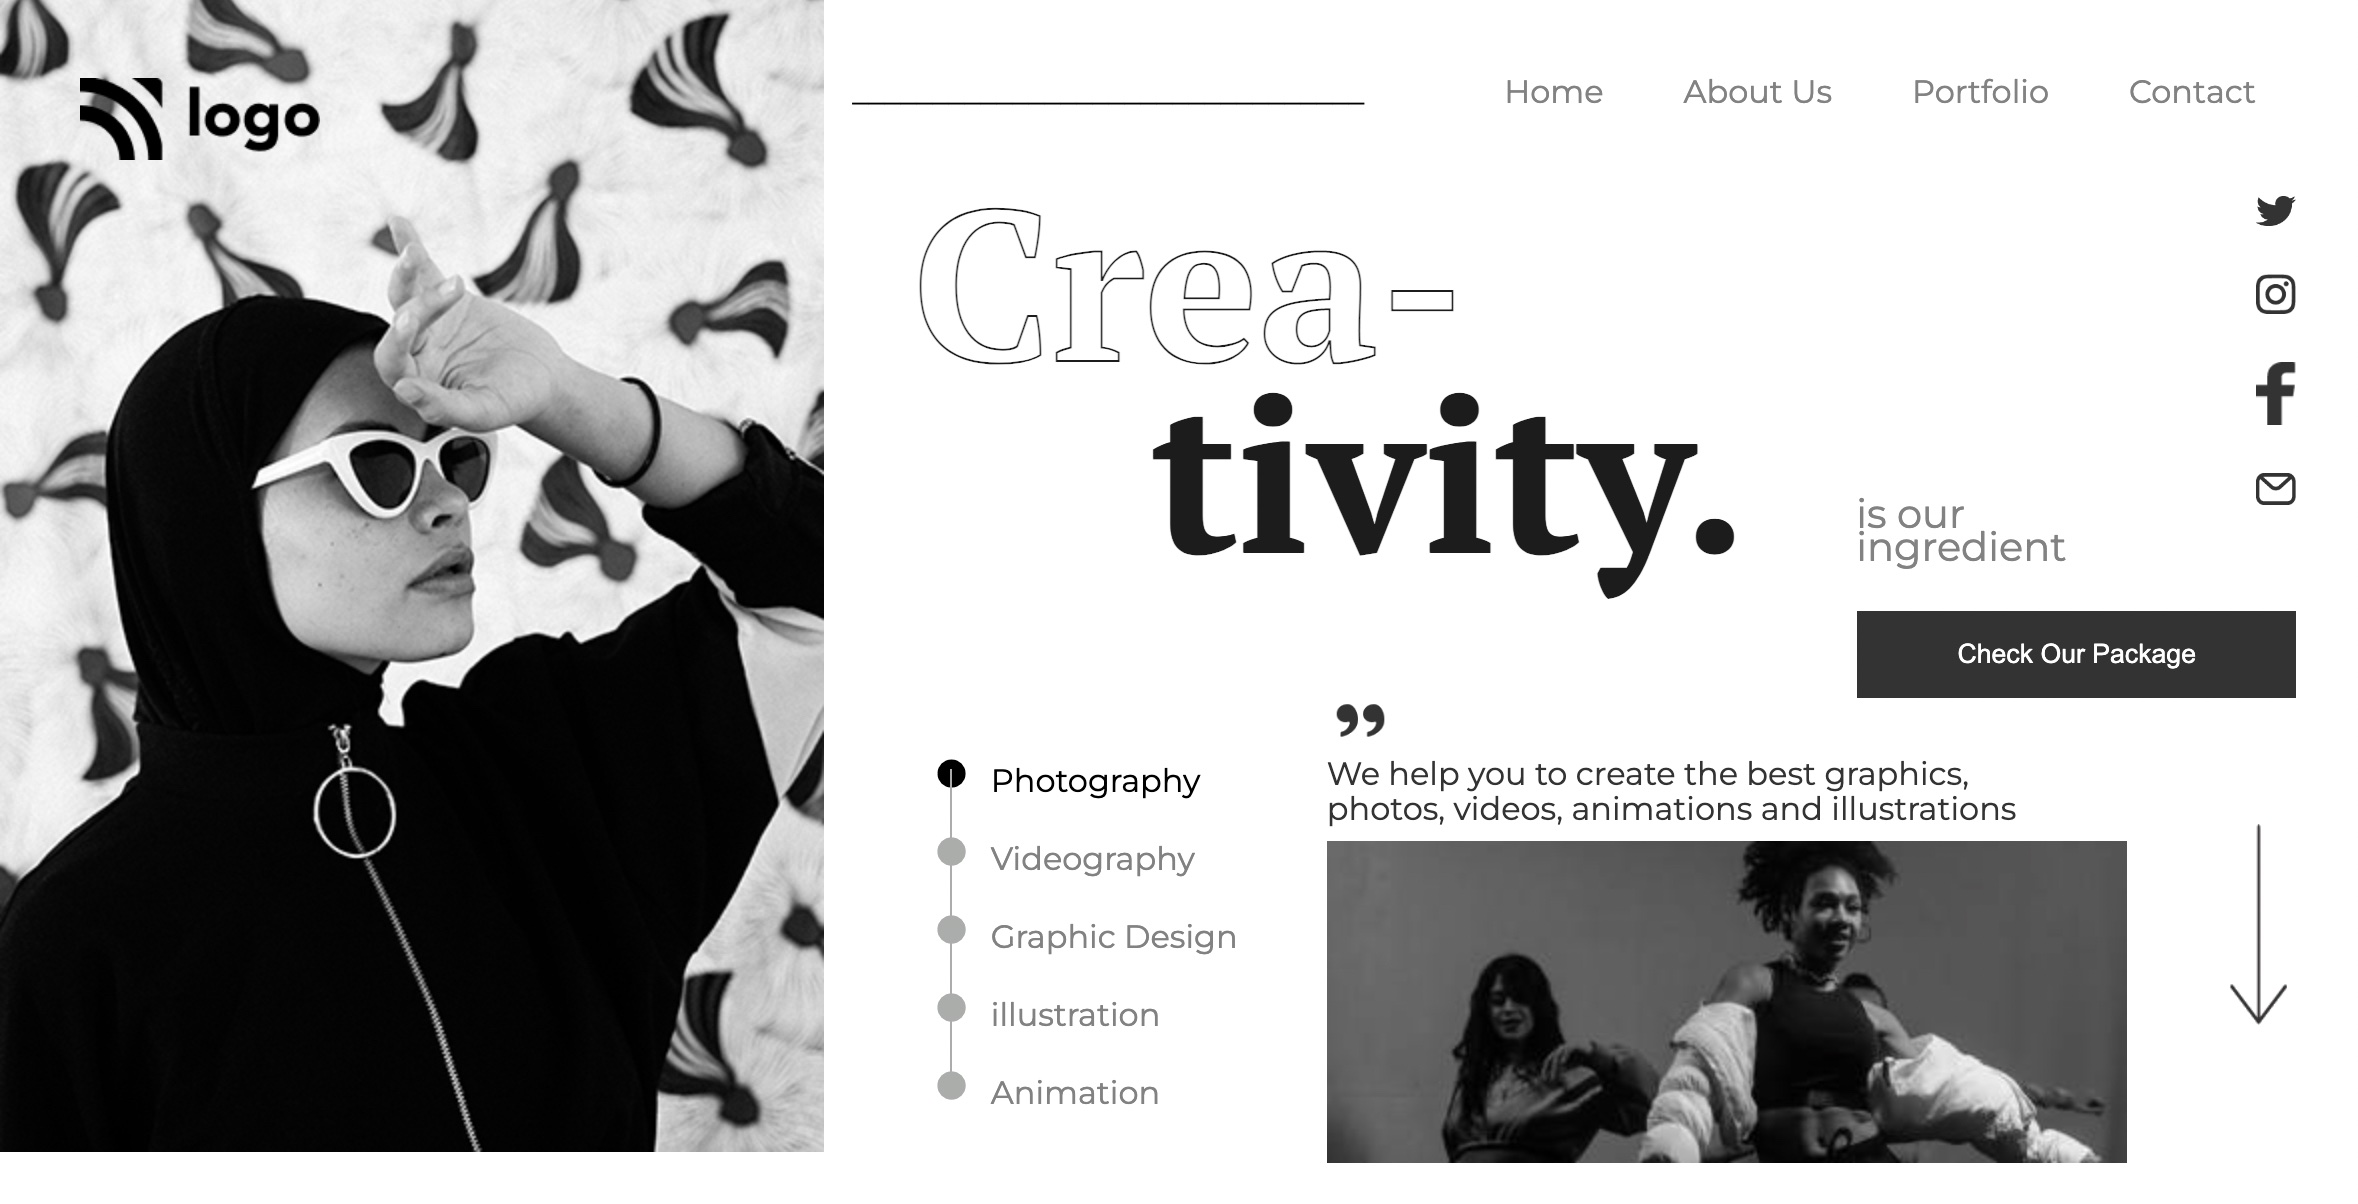 logo
Home About Us Portfolio Contact
Crea-
tivity.
is our
ingredient
Check Our Package
”
We help you to create the best graphics,
photos, videos, animations and illustrations
Photography
Videography
Graphic Design
illustration
Animation